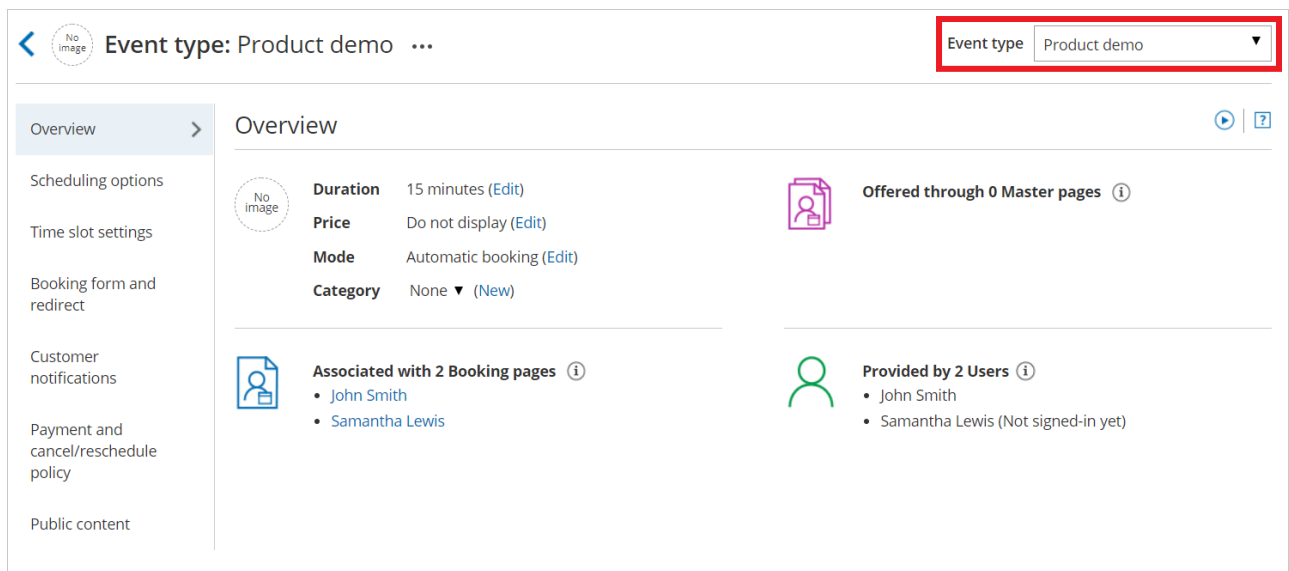 No image
Event type: Product demo ...
Event type
Product demo
Overview
Scheduling options
Time slot settings
Booking form and
redirect
Customer
notifications
Payment and
cancel/reschedule
policy
Public content
Overview
?
No
image
Duration 15 minutes (Edit)
Price Do not display (Edit)
Mode Automatic booking (Edit)
Category None (New)
Offered through 0 Master pages i
Associated with 2 Booking pages i
• John Smith
• Samantha Lewis
Provided by 2 Users i
• John Smith
• Samantha Lewis (Not signed-in yet)